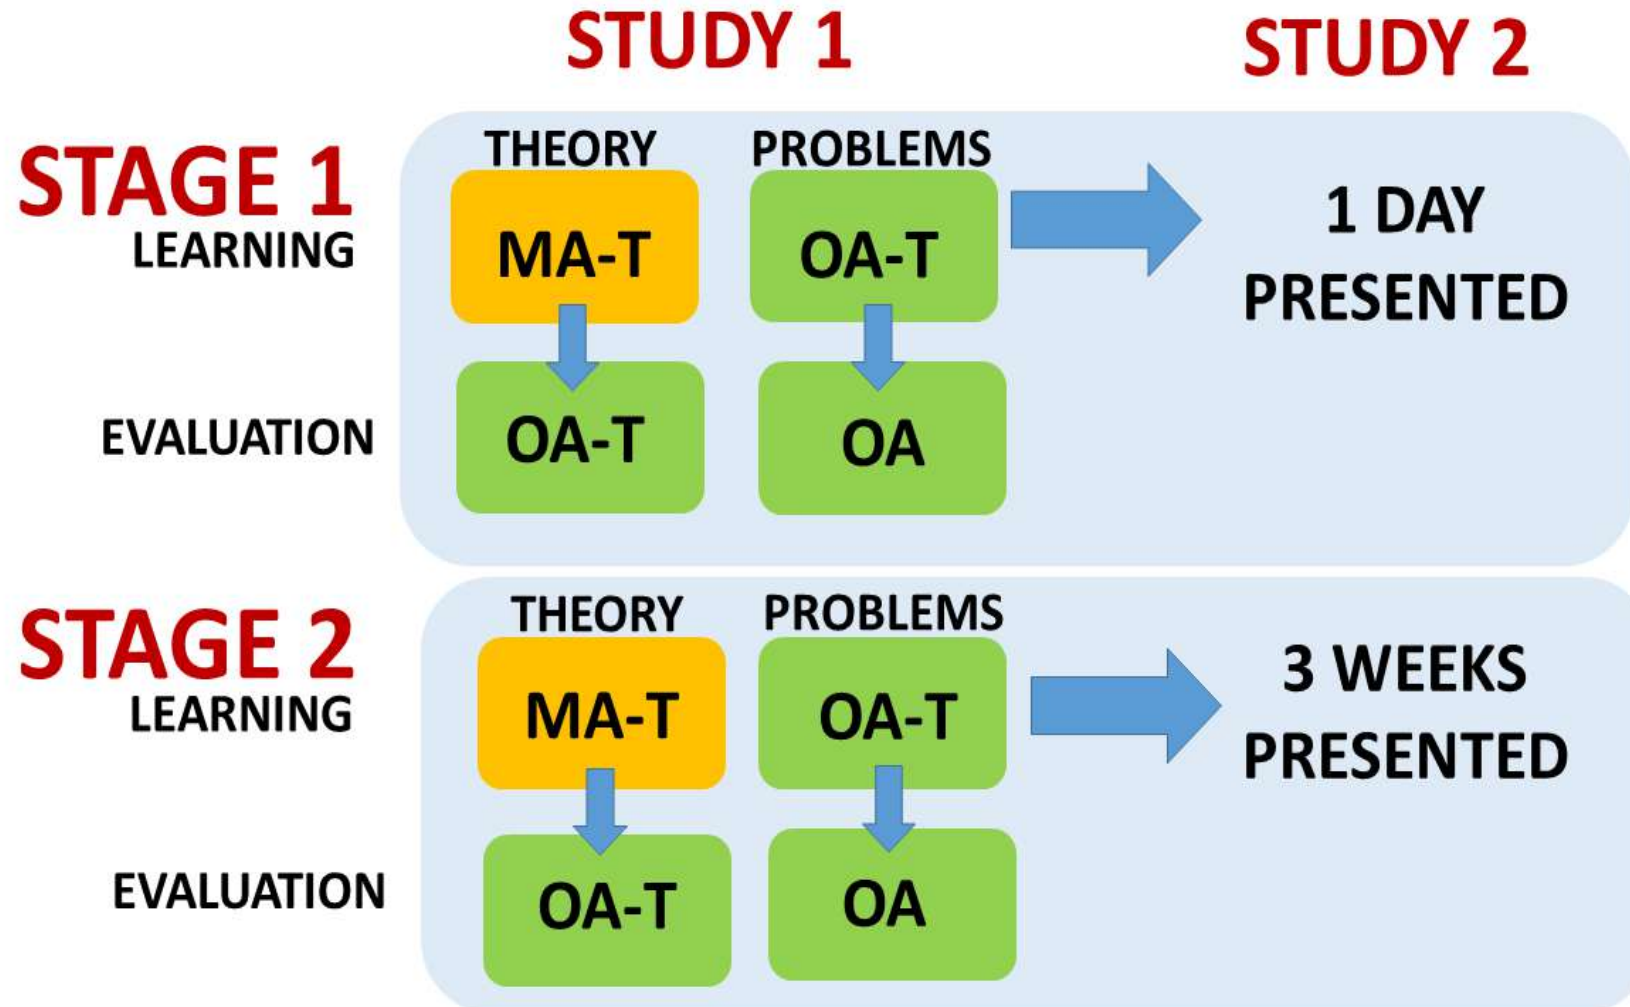 STUDY 1
STUDY 2
STAGE 1
LEARNING
THEORY
PROBLEMS
MA-T
OA-T
1 DAY
PRESENTED
EVALUATION
OA-T
OA
STAGE 2
LEARNING
THEORY
PROBLEMS
MA-T
OA-T
3 WEEKS
PRESENTED
EVALUATION
OA-T
OA